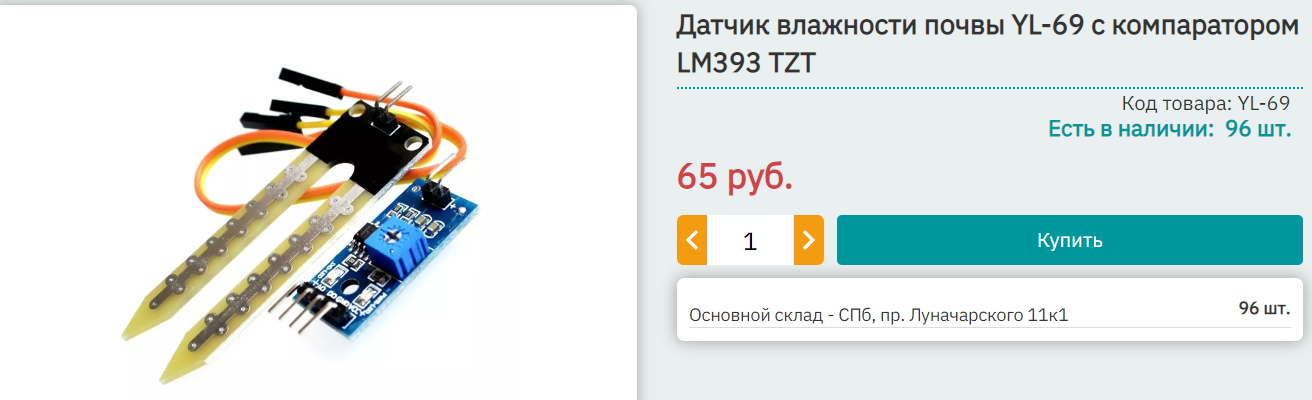 Датчик влажности почвы YL-69 с компаратором
LM393 TZT
Код товара: YL-69
Есть в наличии: 96 шт.
65 руб.
1
Купить
Основной склад - СПб, пр. Луначарского 11к1
96 шт.